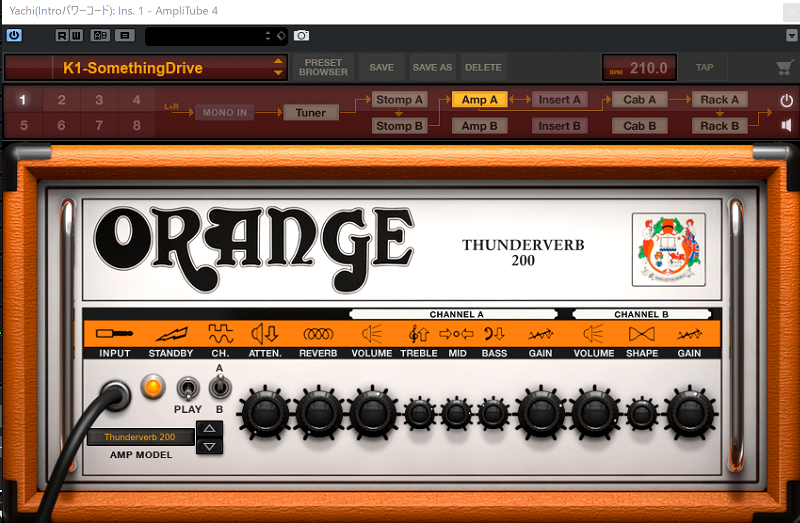 Yachi(Introパワーコード): Ins. 1 - AmpliTube 4
R W AB
K1-SomethingDrive PRESET BROWSER SAVE SAVE AS DELETE BPM 210.0 TAP
1 2 3 4 Stomp A Amp A Insert A Cab A Rack A
L+R MONO IN Tuner
5 6 7 8 Stomp B Amp B Insert B Cab B Rack B
ORANGE
THUNDERVERB
200
CHANNEL A CHANNEL B
INPUT STANDBY CH. ATTEN. REVERB VOLUME TREBLE MID BASS GAIN VOLUME SHAPE GAIN
A
PLAY B
Thunderverb 200
AMP MODEL